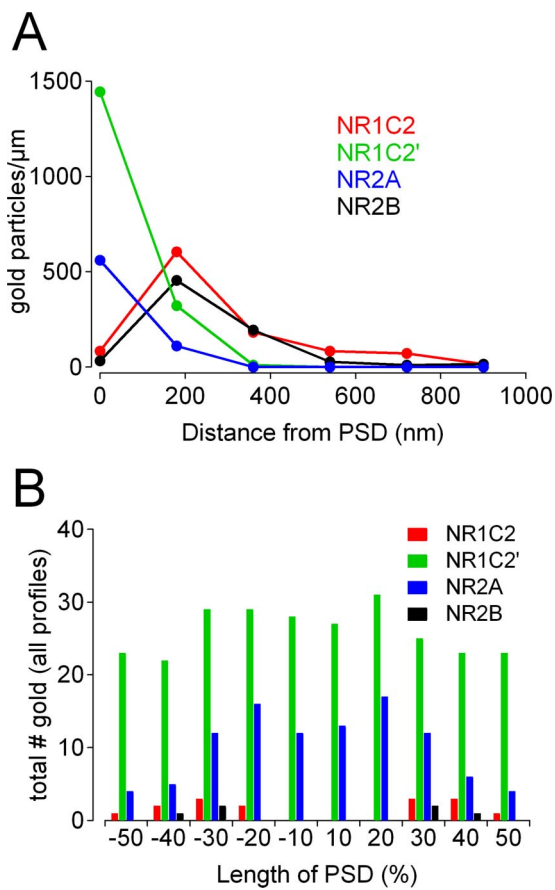 A
1500
1000
500
0
gold particles/µm
NR1C2
NR1C2'
NR2A
NR2B
0 200 400 600 800 1000
Distance from PSD (nm)
B
40
30
20
10
0
total # gold (all profiles)
NR1C2
NR1C2'
NR2A
NR2B
-50 -40 -30 -20 -10 10 20 30 40 50
Length of PSD (%)